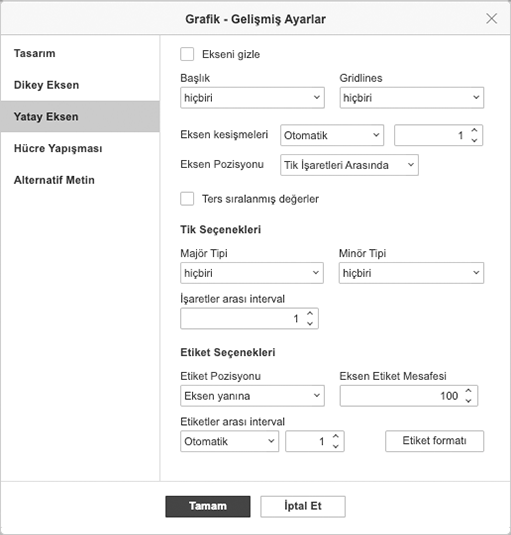 Grafik - Gelişmiş Ayarlar
Tasarım
Dikey Eksen
Yatay Eksen
Hücre Yapışması
Alternatif Metin
Ekseni gizle
Başlık Gridlines
hiçbiri hiçbiri
Eksen kesişmeleri Otomatik 1
Eksen Pozisyonu Tik İşaretleri Arasında
Ters sıralanmış değerler
Tik Seçenekleri
Majör Tipi Minör Tipi
hiçbiri hiçbiri
İşaretler arası interval
1
Etiket Seçenekleri
Etiket Pozisyonu Eksen Etiket Mesafesi
Eksen yanına 100
Etiketler arası interval
Otomatik 1 Etiket formatı
Tamam İptal Et